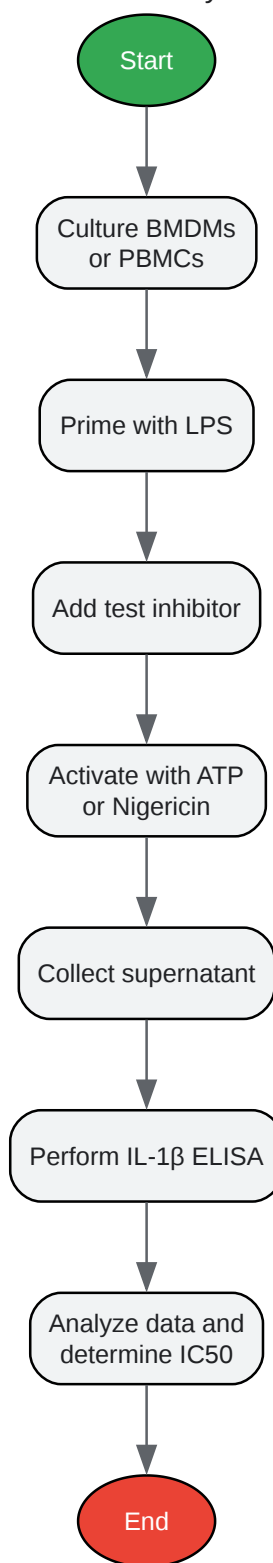 Start
Culture BMDMs
or PBMCs
Prime with LPS
Add test inhibitor
Activate with ATP
or Nigericin
Collect supernatant
Perform IL-1β ELISA
Analyze data and
determine IC50
End